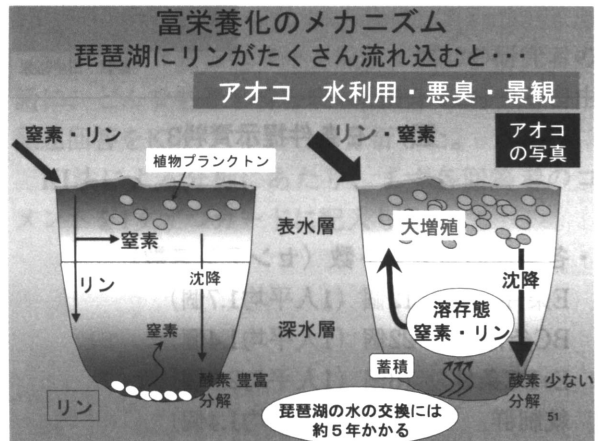 富栄養化のメカニズム
琵琶湖にリンがたくさん流れ込むと･･･
アオコ 水利用・悪臭・景観
窒素・リン
植物プランクトン
窒素
リン
沈降
窒素
酸素 豊富
分解
リン
表水層
深水層
リン・窒素
アオコ
の写真
大増殖
沈降
溶存態
窒素・リン
蓄積
酸素 少ない
分解
琵琶湖の水の交換には
約５年かかる
51